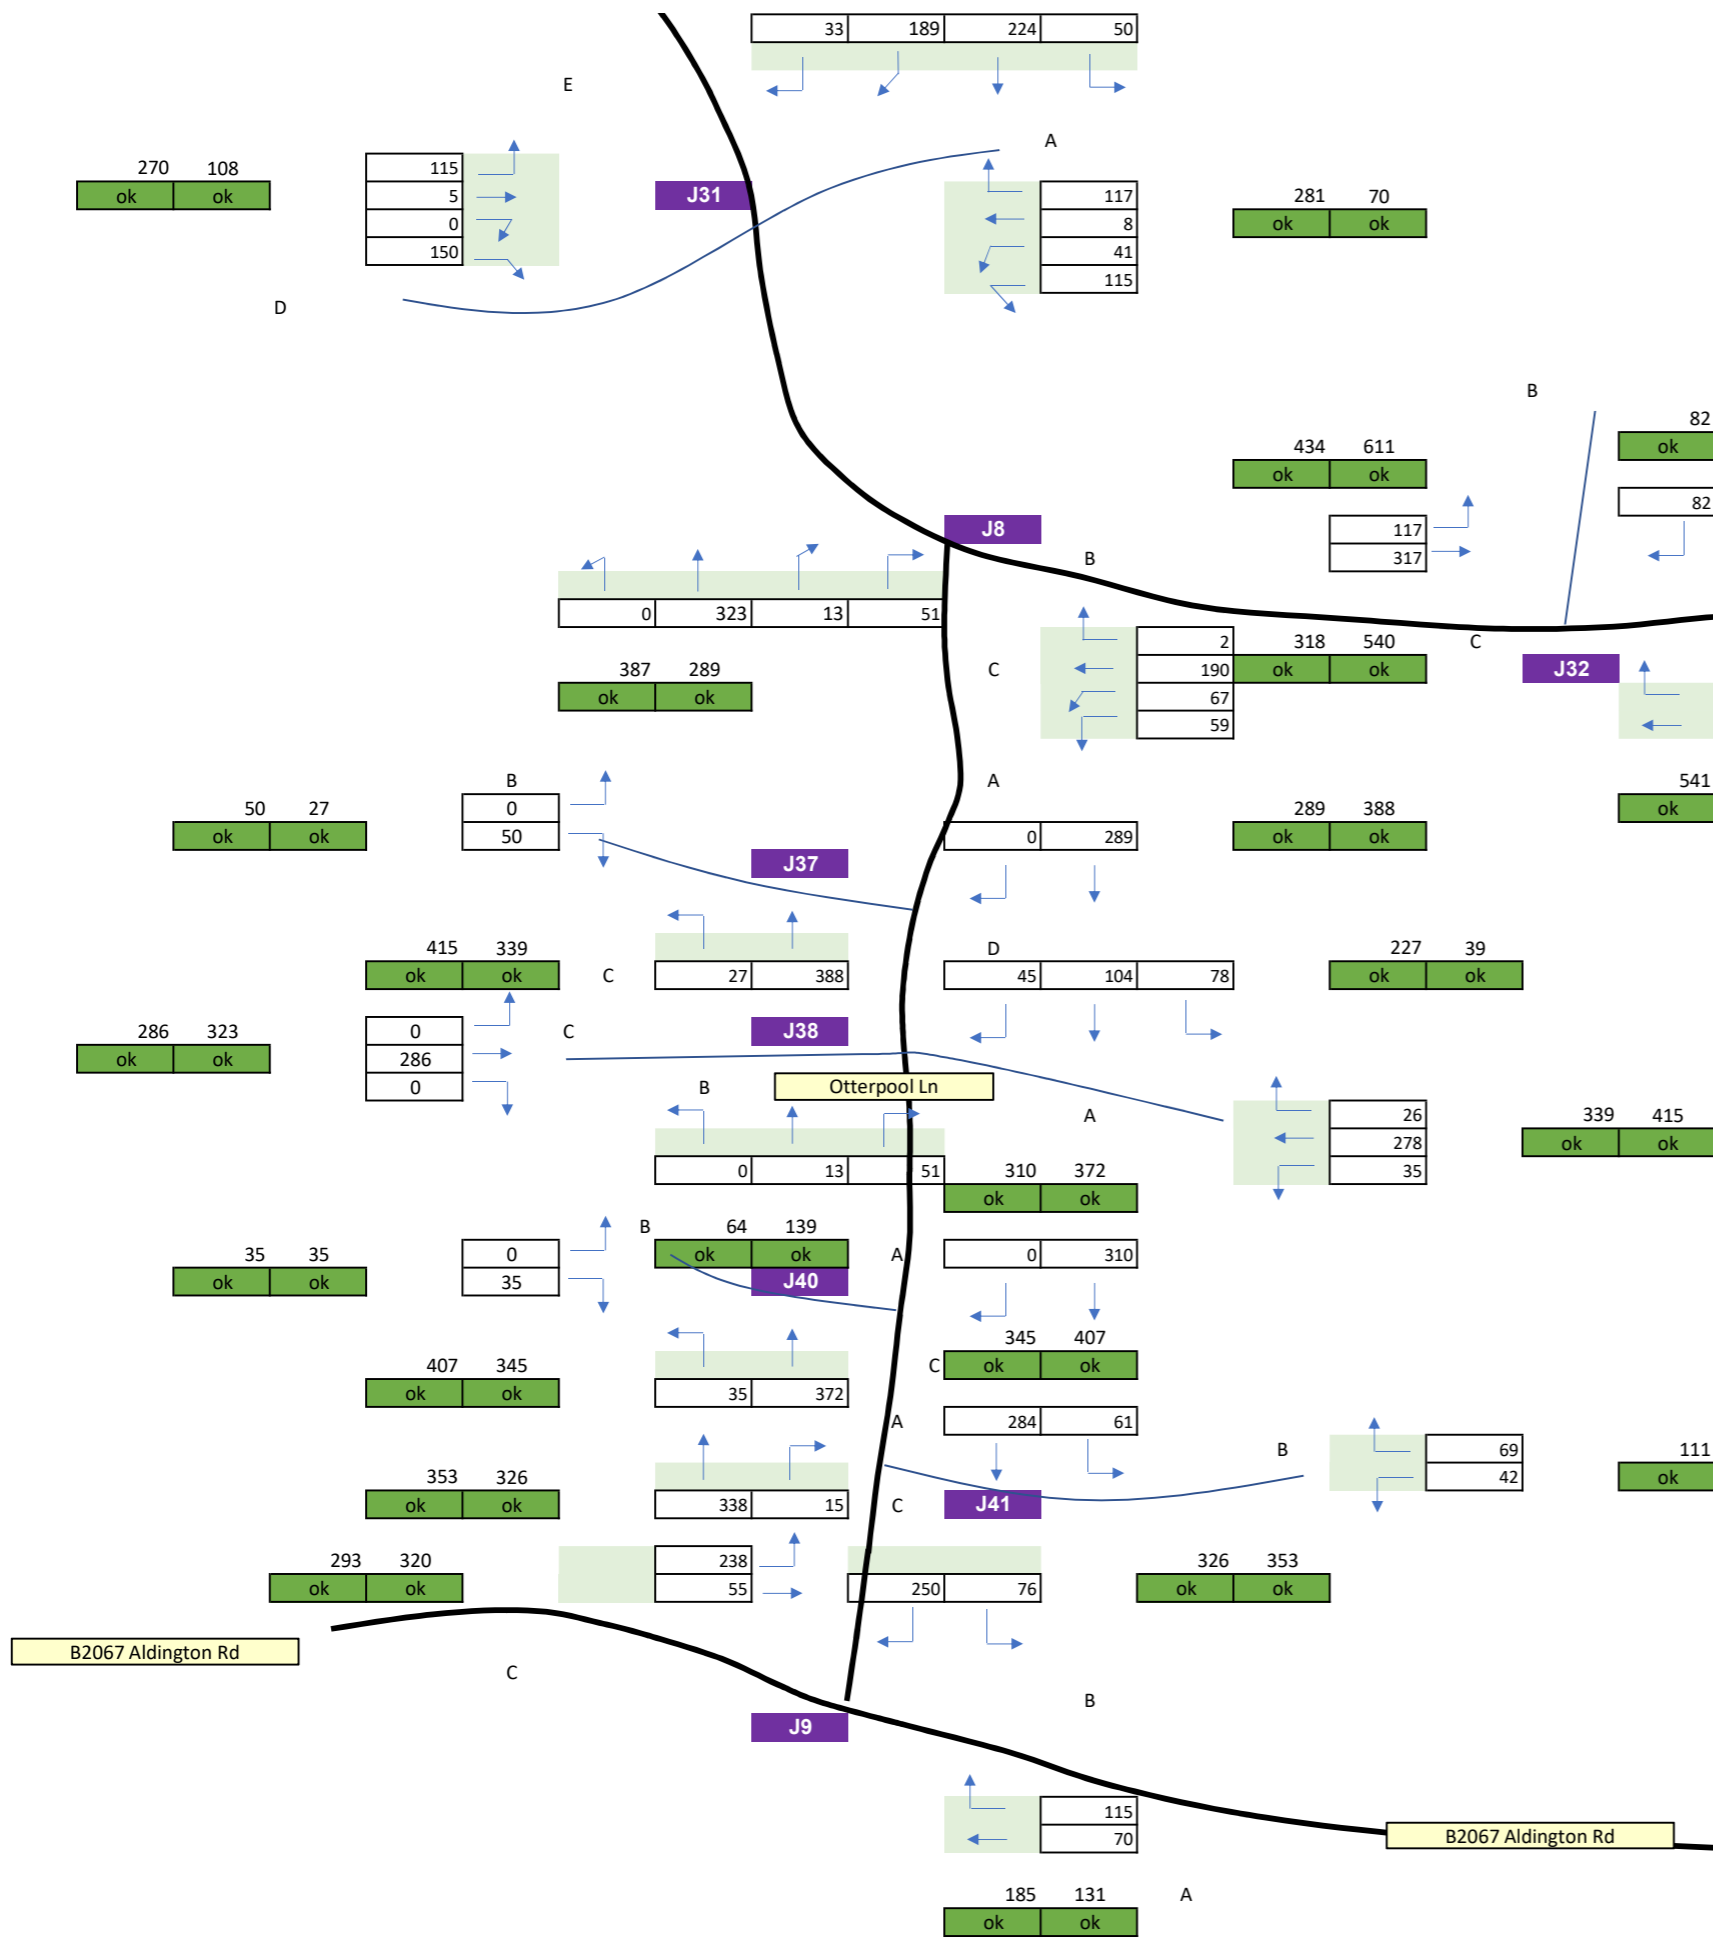 33 189 224 50
E
A
270 108
ok ok
115
5
0
150
J31
117
8
41
115
281 70
ok ok
D
B
82
ok
434 611
ok ok
82
117
317
J8
B
0 323 13 51
387 289
ok ok
C
2
190
67
59
318 540
ok ok
C
J32
B
A
50 27
ok ok
0
50
J37
0 289
289 388
ok ok
541
ok
415 339
ok ok
C
27 388
D
45 104 78
227 39
ok ok
286 323
ok ok
0
286
0
C
J38
Otterpool Ln
B
A
0 13 51
26
278
35
339 415
ok ok
310 372
ok ok
35 35
ok ok
0
35
B
64 139
ok ok
J40
A
0 310
407 345
ok ok
35 372
345 407
C
ok ok
A
284 61
B
69
42
111
ok
353 326
ok ok
338 15
C
J41
293 320
ok ok
238
55
250 76
326 353
ok ok
B2067 Aldington Rd
C
B
J9
115
70
B2067 Aldington Rd
185 131
A
ok ok